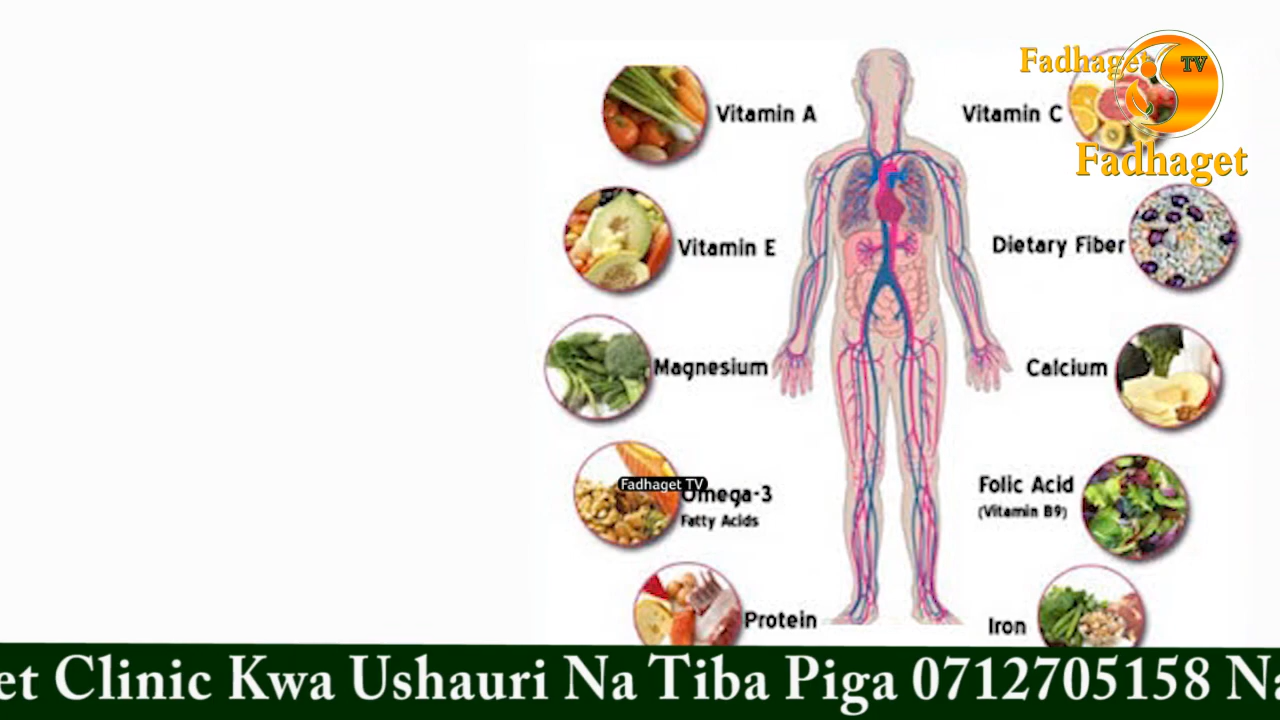 Fadhaget
TV
Fadhaget
Vitamin A
Vitamin C
Vitamin E
Dietary Fiber
Magnesium
Calcium
Fadhaget TV
Omega-3
Fatty Acids
Folic Acid
(Vitamin B9)
Protein
Iron
et Clinic Kwa Ushauri Na Tiba Piga 0712705158 Na